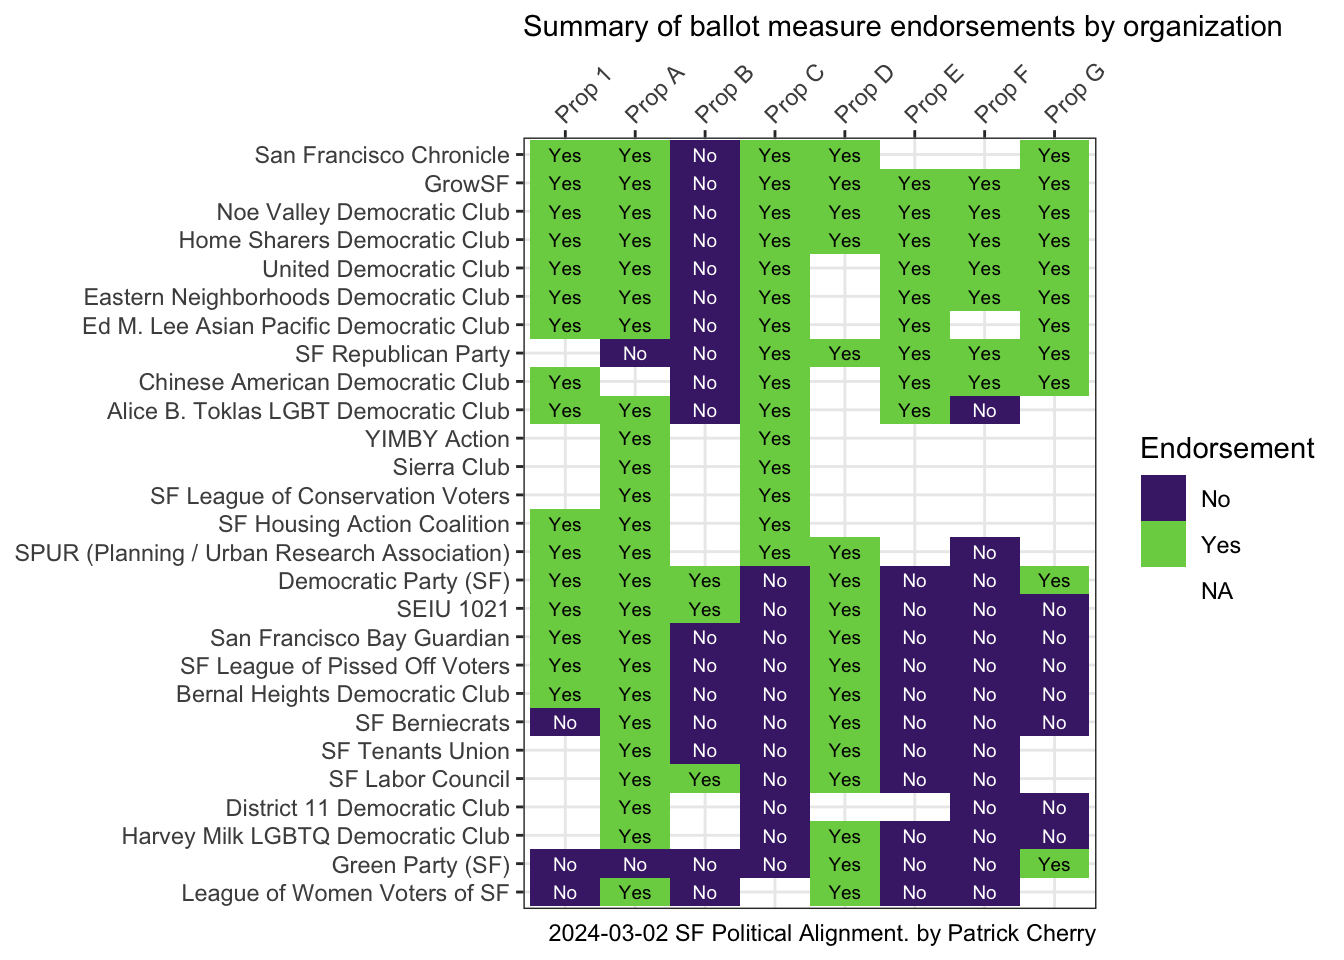 Summary of ballot measure endorsements by organization
Prop 1 Prop A Prop B Prop C Prop D Prop E Prop F Prop G
San Francisco Chronicle Yes Yes No Yes Yes Yes
GrowSF Yes Yes No Yes Yes Yes Yes Yes
Noe Valley Democratic Club Yes Yes No Yes Yes Yes Yes Yes
Home Sharers Democratic Club Yes Yes No Yes Yes Yes Yes Yes
United Democratic Club Yes Yes No Yes Yes Yes Yes
Eastern Neighborhoods Democratic Club Yes Yes No Yes Yes Yes Yes
Ed M. Lee Asian Pacific Democratic Club Yes Yes No Yes Yes Yes
SF Republican Party No No Yes Yes Yes Yes Yes
Chinese American Democratic Club Yes No Yes Yes Yes Yes
Alice B. Toklas LGBT Democratic Club Yes Yes No Yes Yes No
YIMBY Action Yes Yes
Sierra Club Yes Yes
SF League of Conservation Voters Yes Yes
SF Housing Action Coalition Yes Yes Yes
SPUR (Planning / Urban Research Association) Yes Yes Yes Yes No
Democratic Party (SF) Yes Yes Yes No Yes No No Yes
SEIU 1021 Yes Yes Yes No Yes No No No
San Francisco Bay Guardian Yes Yes No No Yes No No No
SF League of Pissed Off Voters Yes Yes No No Yes No No No
Bernal Heights Democratic Club Yes Yes No No Yes No No No
SF Berniecrats No Yes No No Yes No No No
SF Tenants Union Yes No No Yes No No
SF Labor Council Yes Yes No Yes No No
District 11 Democratic Club Yes No No No
Harvey Milk LGBTQ Democratic Club Yes No Yes No No No
Green Party (SF) No No No No Yes No No Yes
League of Women Voters of SF No Yes No Yes No No
Endorsement
No
Yes
NA
2024-03-02 SF Political Alignment. by Patrick Cherry